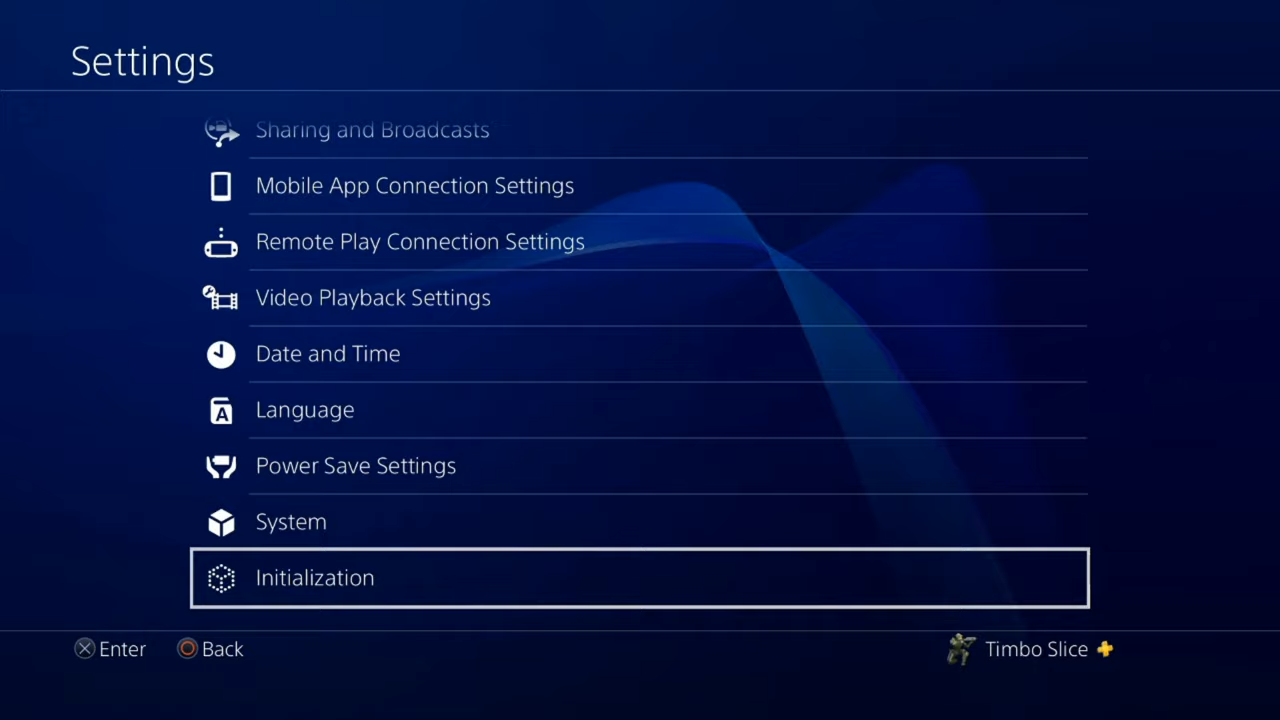 Settings
Sharing and Broadcasts
Mobile App Connection Settings
Remote Play Connection Settings
Video Playback Settings
Date and Time
Language
Power Save Settings
System
Initialization
Enter Back Timbo Slice